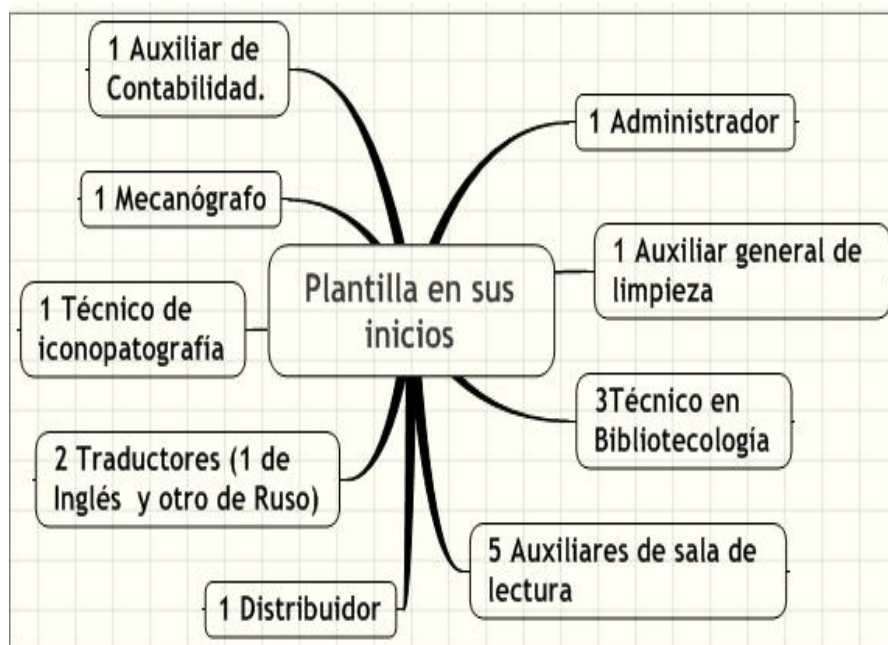 Plantilla en sus
inicios
1 Auxiliar de
Contabilidad.
1 Administrador
1 Mecanógrafo
1 Auxiliar general de
limpieza
1 Técnico de
iconopatografía
3Técnico en
Bibliotecología
2 Traductores (1 de
Inglés y otro de Ruso)
5 Auxiliares de sala de
lectura
1 Distribuidor